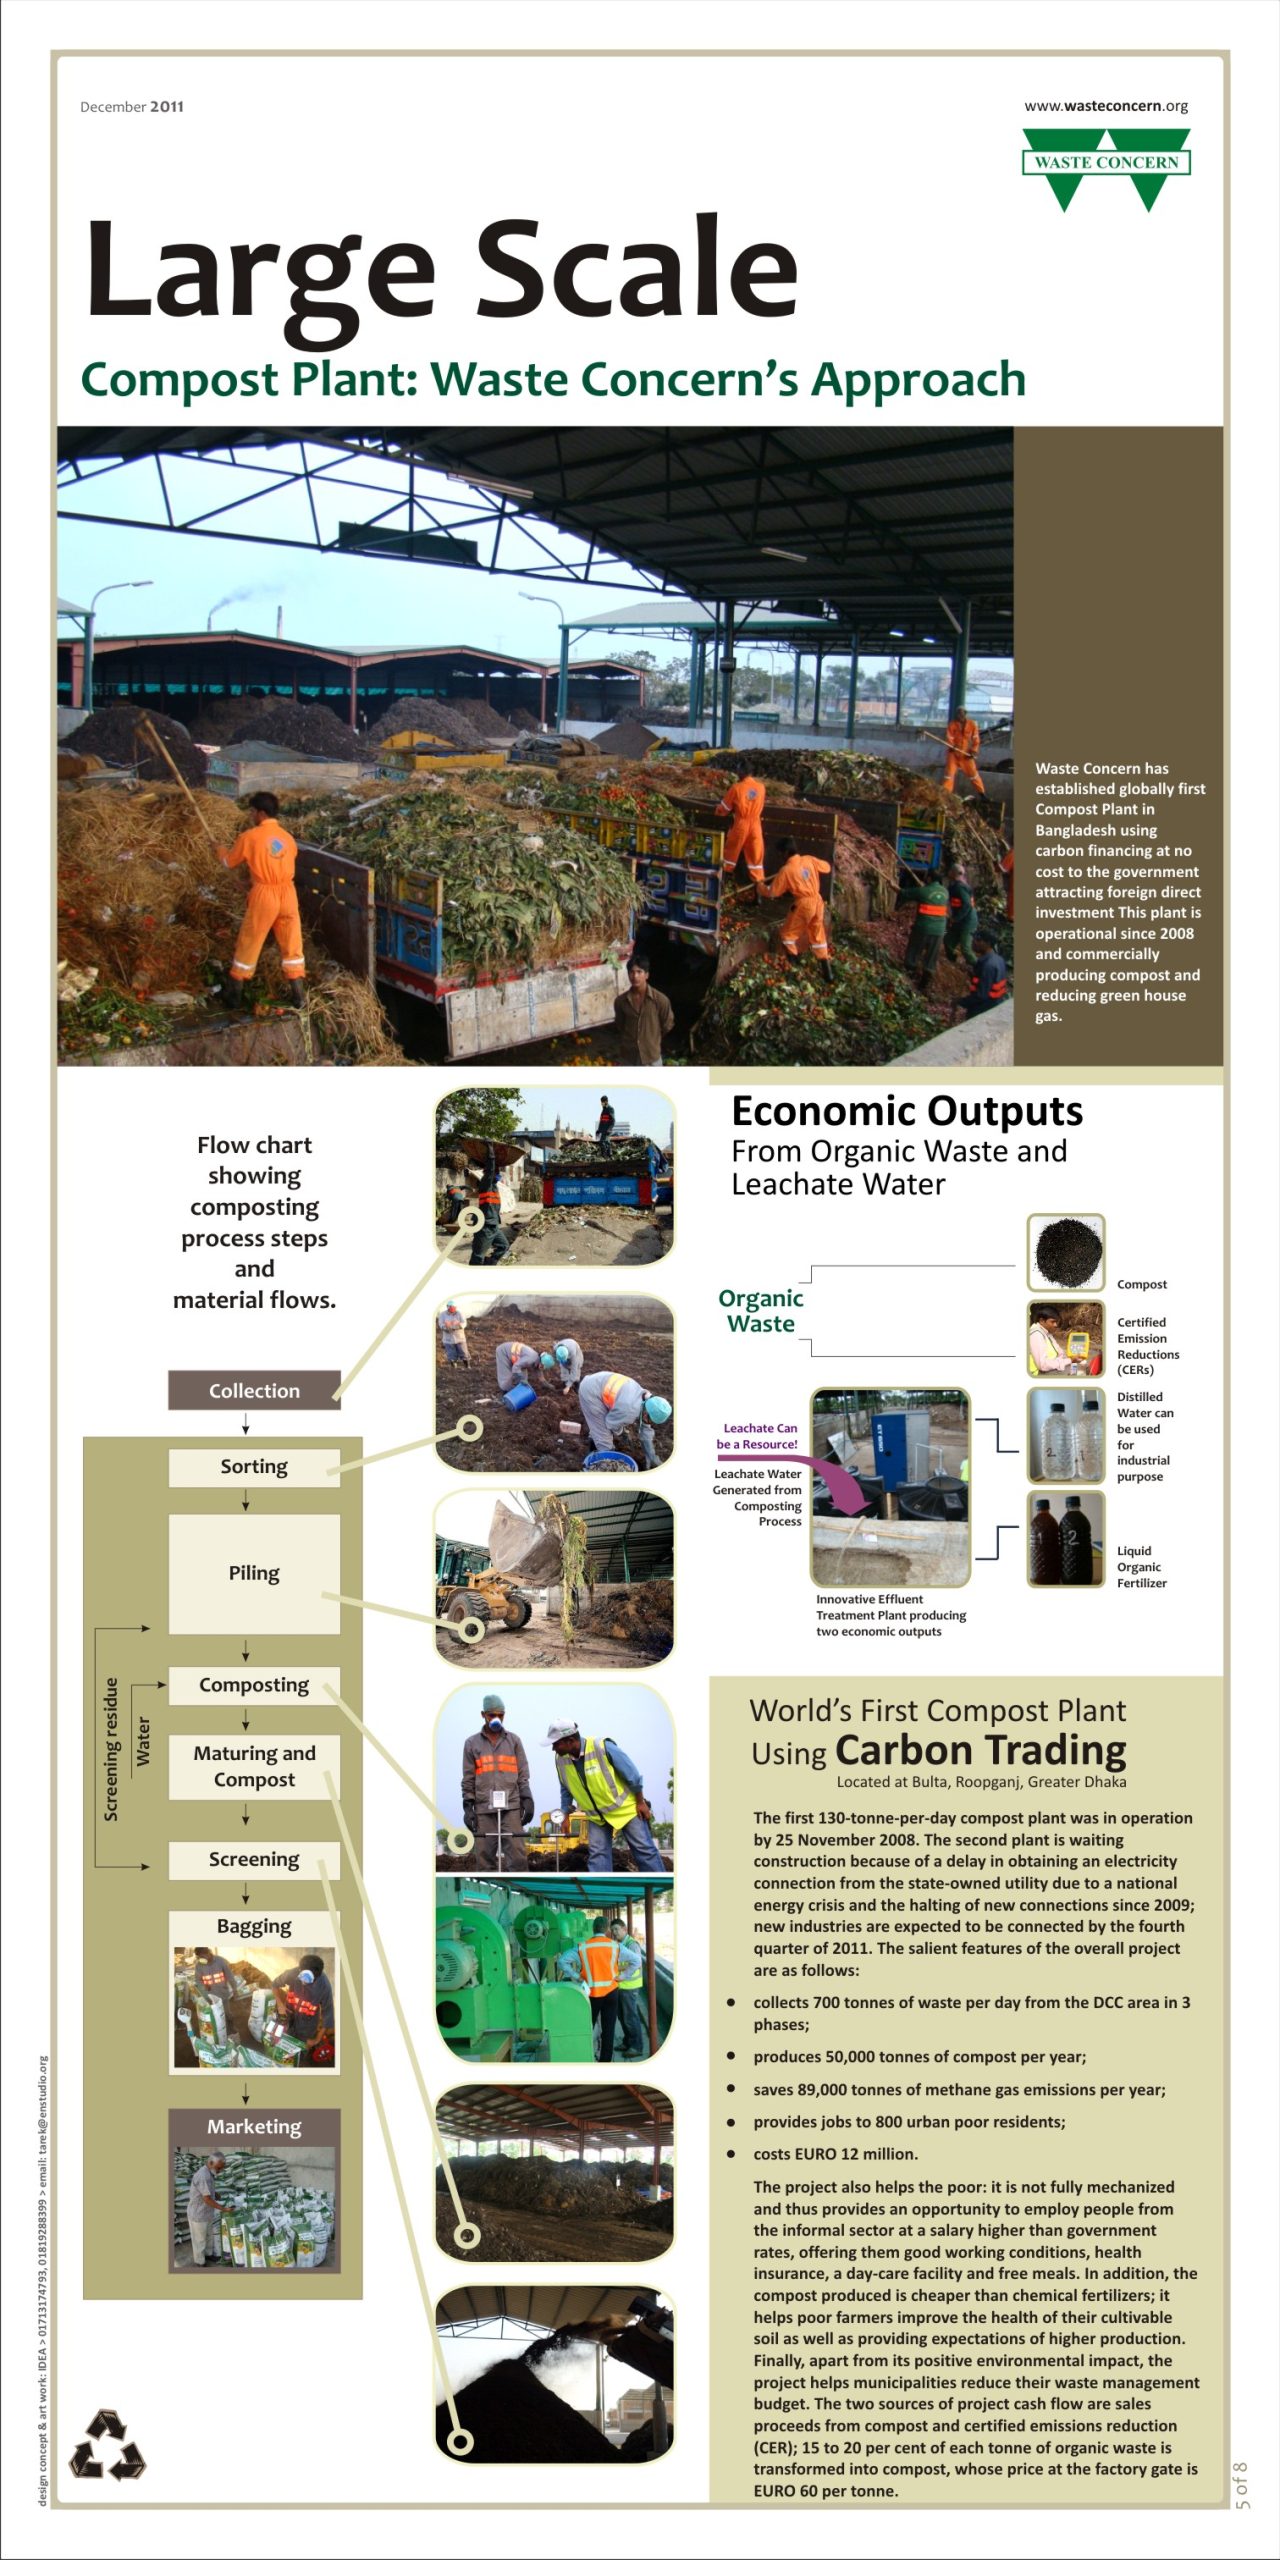 December 2011
www.wasteconcern.org
WASTE CONCERN
Large Scale
Compost Plant: Waste Concern's Approach
Waste Concern has
established globally first
Compost Plant in
Bangladesh using
carbon financing at no
cost to the government
attracting foreign direct
investment This plant is
operational since 2008
and commercially
producing compost and
reducing green house
gas.
Flow chart
showing
composting
process steps
and
material flows.
Collection
Sorting
Piling
Composting
Maturing and
Compost
Screening
Bagging
Marketing
Screening residue
Water
Economic Outputs
From Organic Waste and
Leachate Water
Organic
Waste
Compost
Certified
Emission
Reductions
(CERs)
Leachate Can
be a Resource!
Leachate Water
Generated from
Composting
Process
Distilled
Water can
be used
for
industrial
purpose
Liquid
Organic
Fertilizer
Innovative Effluent
Treatment Plant producing
two economic outputs
World's First Compost Plant
Using Carbon Trading
Located at Bulta, Roopganj, Greater Dhaka
The first 130-tonne-per-day compost plant was in operation
by 25 November 2008. The second plant is waiting
construction because of a delay in obtaining an electricity
connection from the state-owned utility due to a national
energy crisis and the halting of new connections since 2009;
new industries are expected to be connected by the fourth
quarter of 2011. The salient features of the overall project
are as follows:
• collects 700 tonnes of waste per day from the DCC area in 3
phases;
• produces 50,000 tonnes of compost per year;
• saves 89,000 tonnes of methane gas emissions per year;
• provides jobs to 800 urban poor residents;
• costs EURO 12 million.
The project also helps the poor: it is not fully mechanized
and thus provides an opportunity to employ people from
the informal sector at a salary higher than government
rates, offering them good working conditions, health
insurance, a day-care facility and free meals. In addition, the
compost produced is cheaper than chemical fertilizers; it
helps poor farmers improve the health of their cultivable
soil as well as providing expectations of higher production.
Finally, apart from its positive environmental impact, the
project helps municipalities reduce their waste management
budget. The two sources of project cash flow are sales
proceeds from compost and certified emissions reduction
(CER); 15 to 20 per cent of each tonne of organic waste is
transformed into compost, whose price at the factory gate is
EURO 60 per tonne.
design concept & art work: IDEA > 01713174793, 01819288399 > email: tarek@enstudio.org
5 of 8